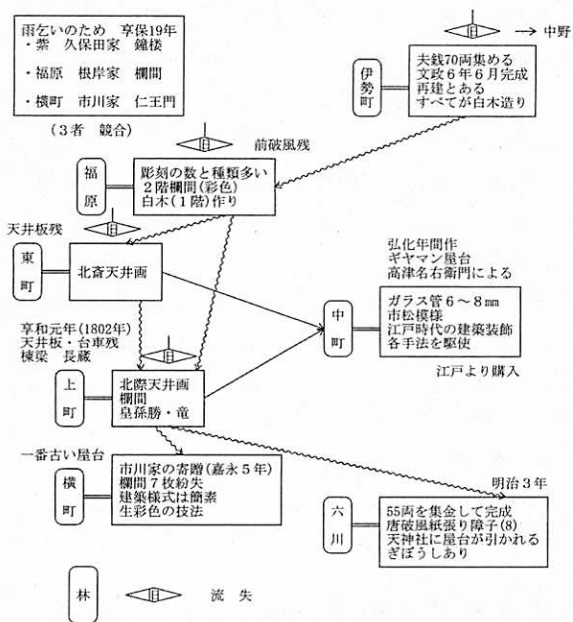 雨乞いのため 享保19年
・紫 久保田家 鐘楼
・福原 根岸家 欄間
・横町 市川家 仁王門
(3者 競合)
旧
→中野
伊勢町
夫銭70両集める
文政6年6月完成
再建とある
すべてが白木造り
旧
前破風残
福原
彫刻の数と種類多い
2階欄間(彩色)
白木(1階)作り
天井板残
旧
東町
北斎天井画
弘化年間作
ギヤマン屋台
高津名右衛門による
中町
ガラス管6～8㎜
市松模様
江戸時代の建築装飾
各手法を駆使
江戸より購入
享和元年(1802年)
天井板・台車残
棟梁 長蔵
旧
上町
北際天井画
欄間
皇孫勝・竜
一番古い屋台
横町
市川家の寄贈(嘉永5年)
欄間7枚紛失
建築様式は簡素
生彩色の技法
明治3年
六川
55両を集金して完成
唐破風紙張り障子(8)
天神社に屋台が引かれる
ぎぼうしあり
林
旧
流失